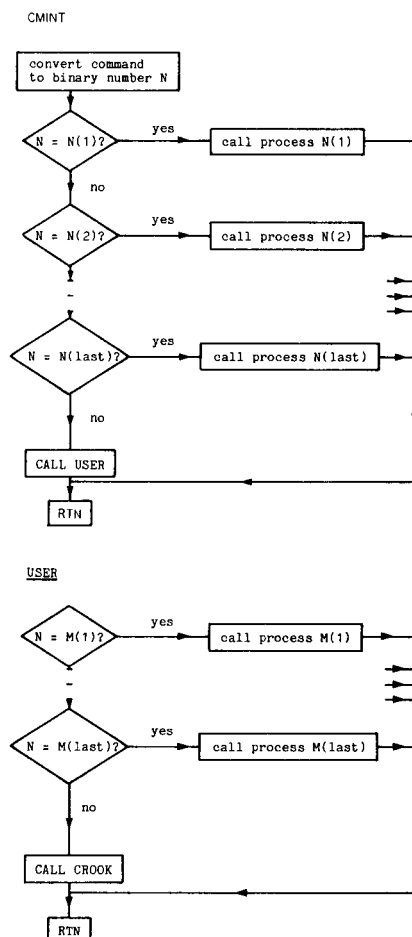 CMINT
convert command
to binary number N
N = N(1)?
yes
call process N(1)
no
N = N(2)?
yes
call process N(2)
N = N(last)?
yes
call process N(last)
no
CALL USER
RTN
USER
N = M(1)?
yes
call process M(1)
N = M(last)?
yes
call process M(last)
no
CALL CROOK
RTN